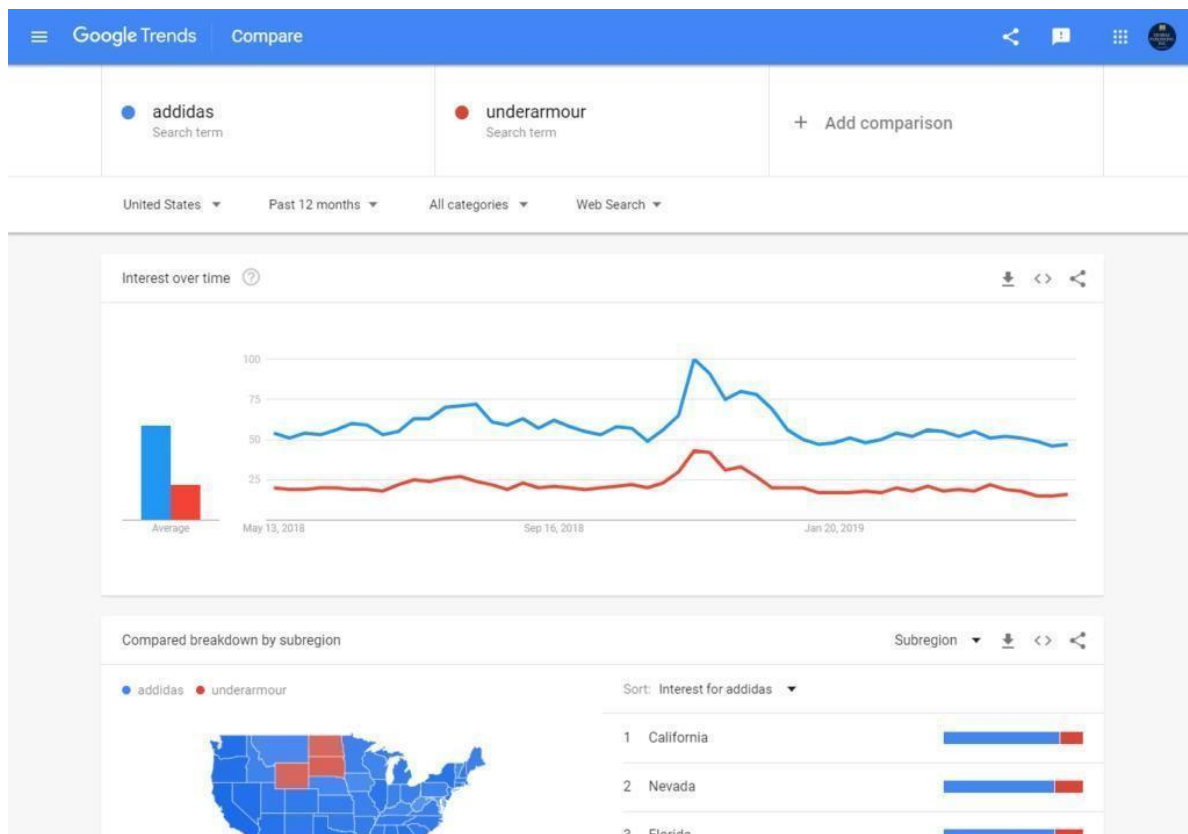 Google Trends Compare
addidas
Search term
underarmour
Search term
+ Add comparison
United States Past 12 months All categories Web Search
Interest over time
100
75
50
25
Average
May 13, 2018 Sep 16, 2018 Jan 20, 2019
Compared breakdown by subregion
Subregion
addidas underarmour
Sort: Interest for addidas
1 California
2 Nevada
3 Florida